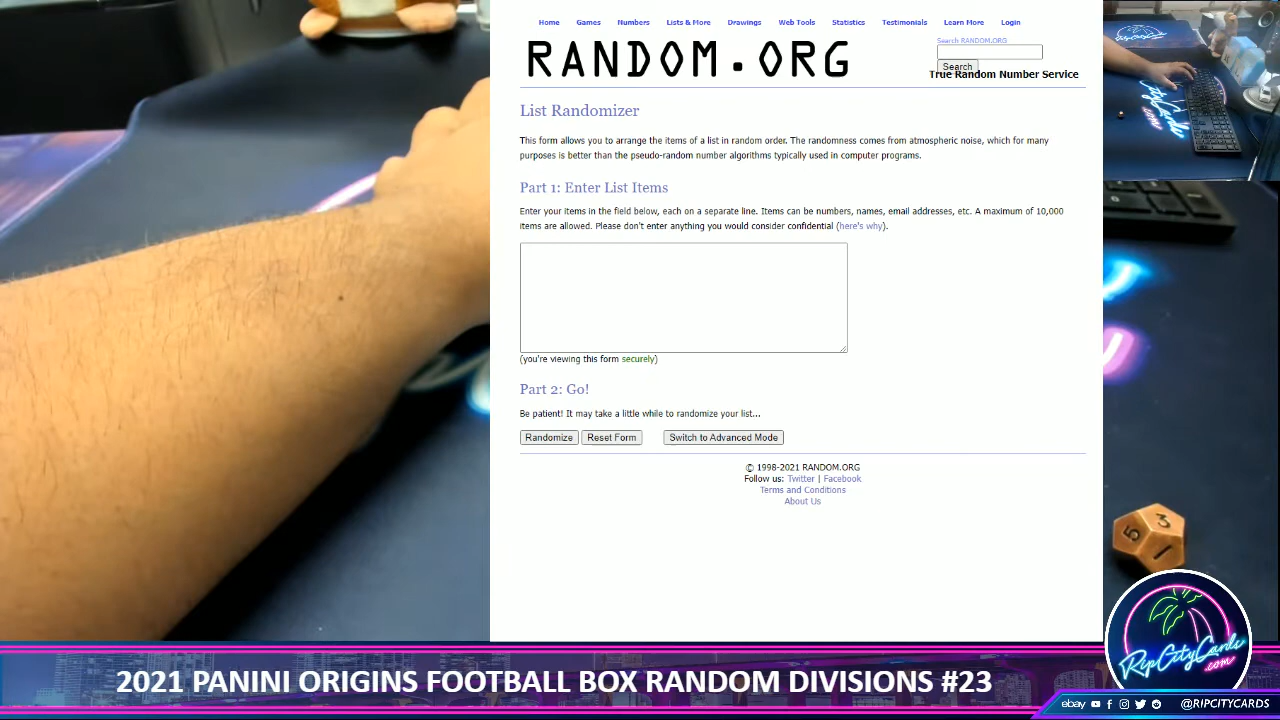 Home Games Numbers Lists & More Drawings Web Tools Statistics Testimonials Learn More Login
RANDOM.ORG
Search RANDOM.ORG
Search
True Random Number Service
List Randomizer
This form allows you to arrange the items of a list in random order. The randomness comes from atmospheric noise, which for many
purposes is better than the pseudo-random number algorithms typically used in computer programs.
Part 1: Enter List Items
Enter your items in the field below, each on a separate line. Items can be numbers, names, email addresses, etc. A maximum of 10,000
items are allowed. Please don't enter anything you would consider confidential (here's why).
(you're viewing this form securely)
Part 2: Go!
Be patient! It may take a little while to randomize your list...
Randomize Reset Form Switch to Advanced Mode
© 1998-2021 RANDOM.ORG
Follow us: Twitter | Facebook
Terms and Conditions
About Us
5 3
1
RipCityCards
.com
2021 PANINI ORIGINS FOOTBALL BOX RANDOM DIVISIONS #23
ebay @RIPCITYCARDS